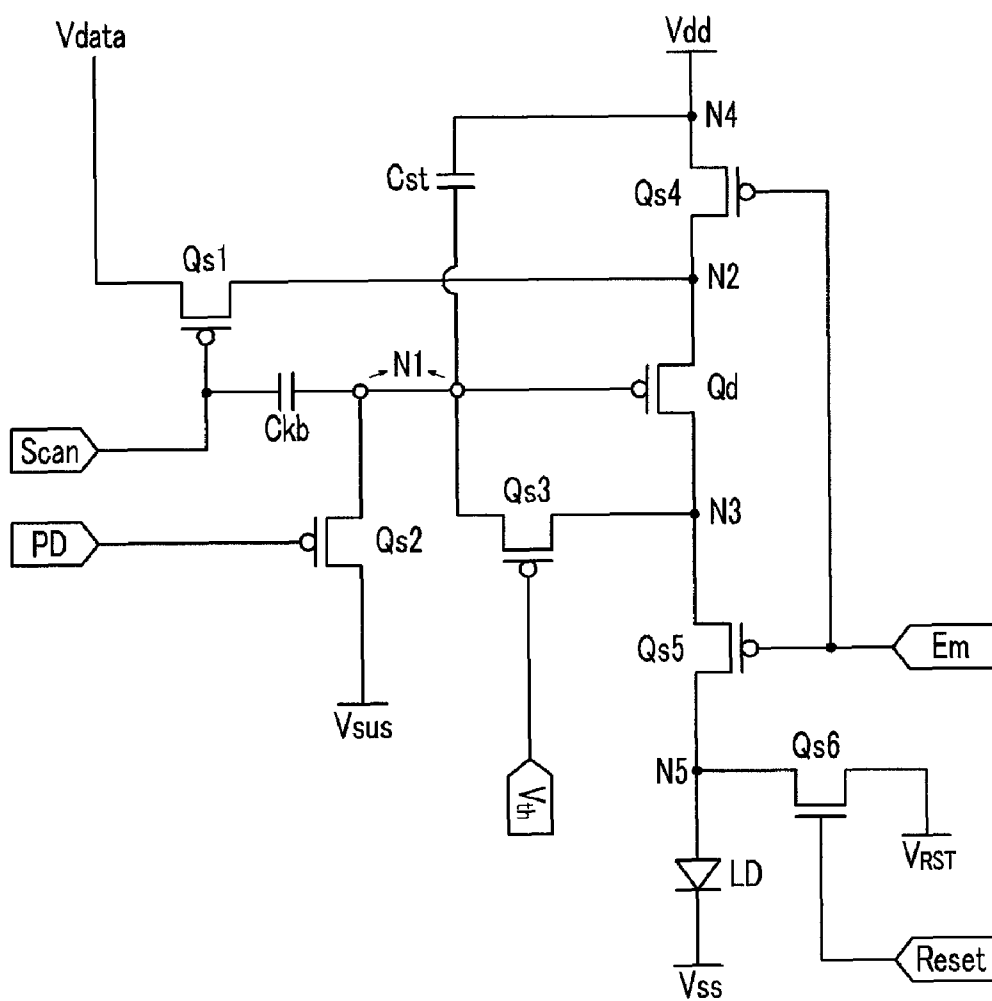 Vdata
Vdd
N4
Cst
Qs4
Qs1
N2
N1
Qd
Ckb
Scan
Qs3
N3
PD
Qs2
Qs5
Em
Vsus
Qs6
N5
Vth
VRST
LD
Reset
Vss